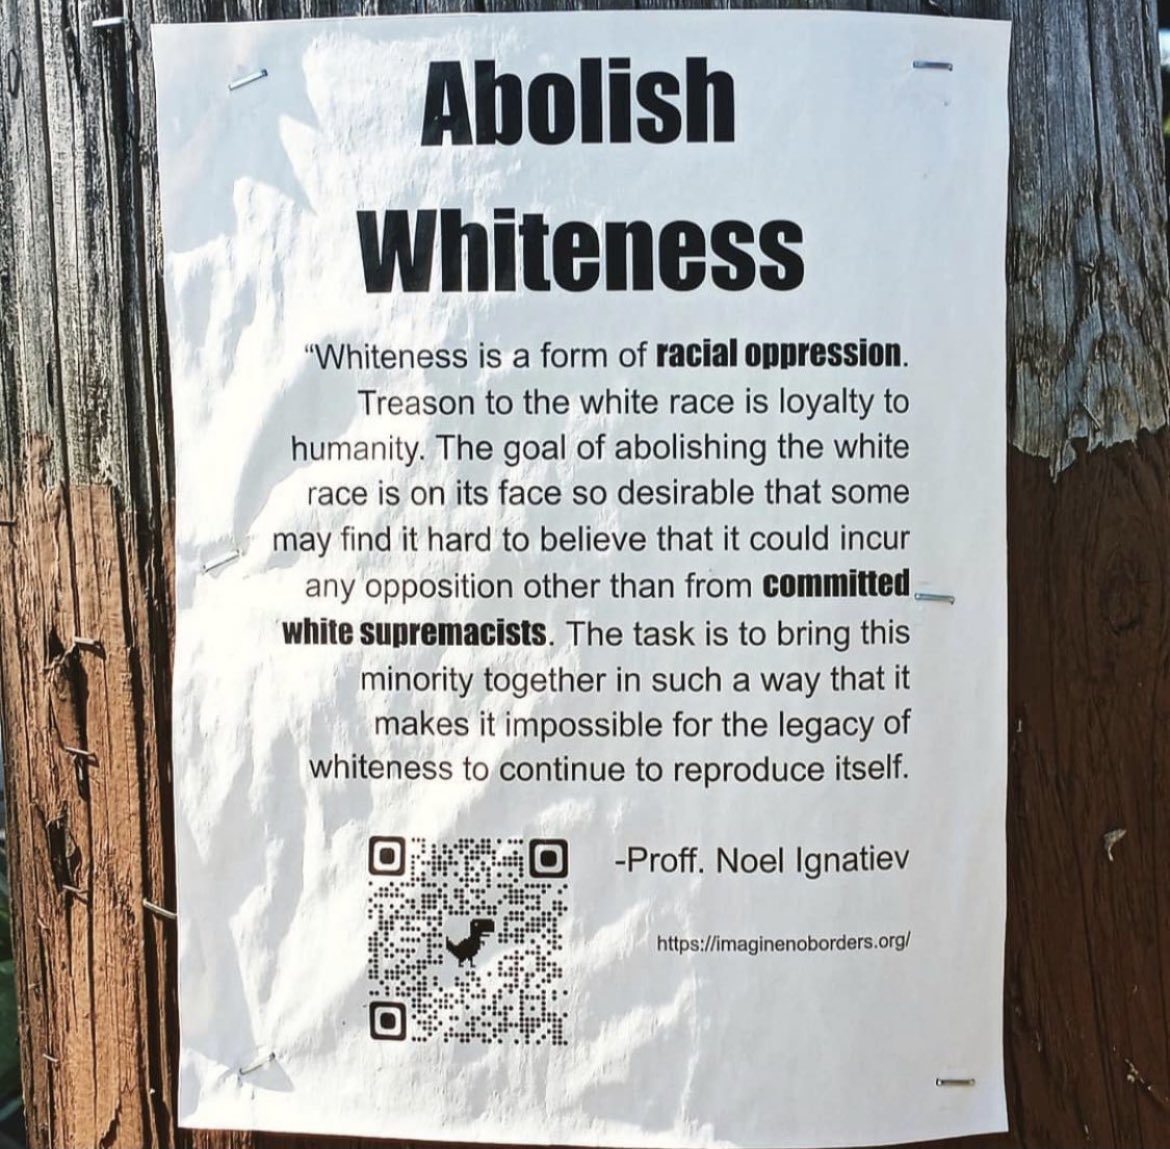 Abolish
Whiteness
“Whiteness is a form of racial oppression.
Treason to the white race is loyalty to
humanity. The goal of abolishing the white
race is on its face so desirable that some
may find it hard to believe that it could incur
any opposition other than from committed
white supremacists. The task is to bring this
minority together in such a way that it
makes it impossible for the legacy of
whiteness to continue to reproduce itself.
-Proff. Noel Ignatiev
https://imaginenoborders.org/